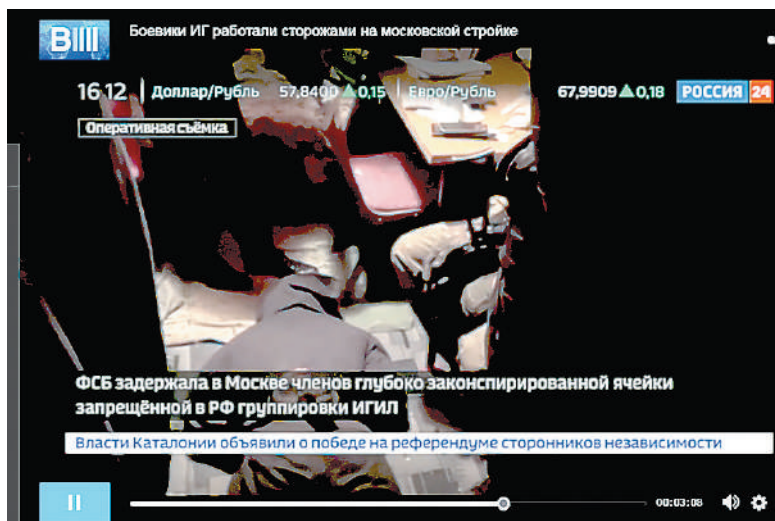 ВІІІ
Боевики ИГ работали сторожами на московской стройке
16:12 Доллар/Рубль 57,8400 ▲ 0,15 Евро/Рубль 67,9909 ▲ 0,18 РОССИЯ 24
Оперативная съёмка
ФСБ задержала в Москве членов глубоко законспирированной ячейки
запрещённой в РФ группировки ИГИЛ
Власти Каталонии объявили о победе на референдуме сторонников независимости
00:03:08